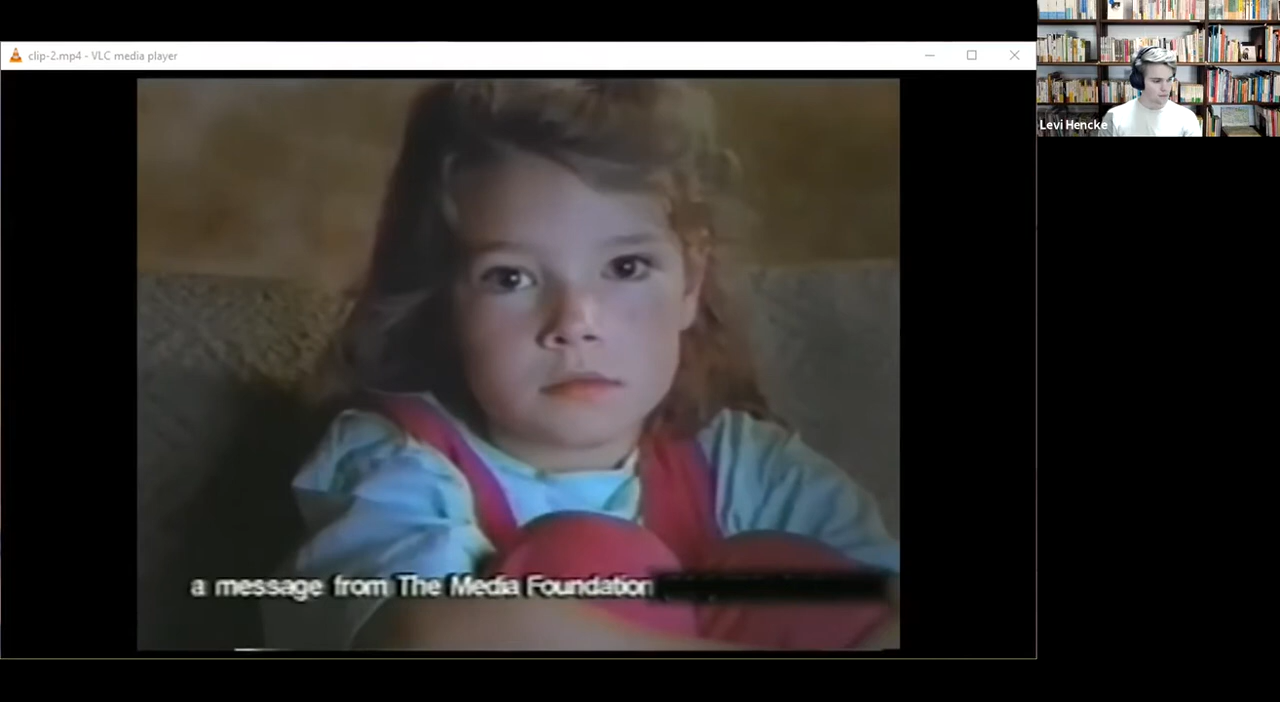 clip-2.mp4 - VLC media player
Levi Hencke
a message from The Media Foundation